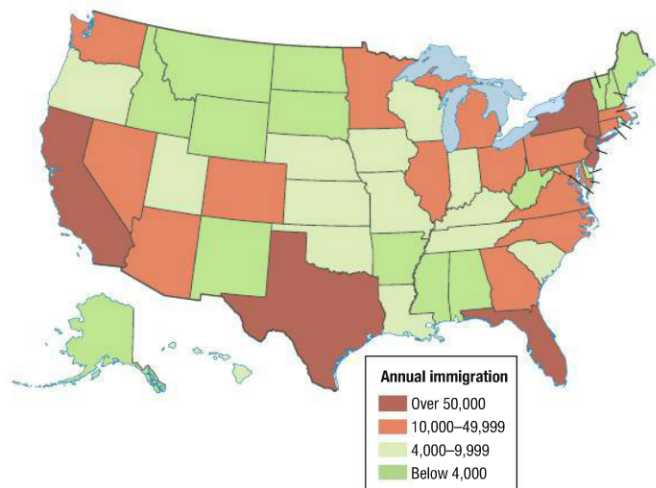 Annual immigration
Over 50,000
10,000–49,999
4,000–9,999
Below 4,000